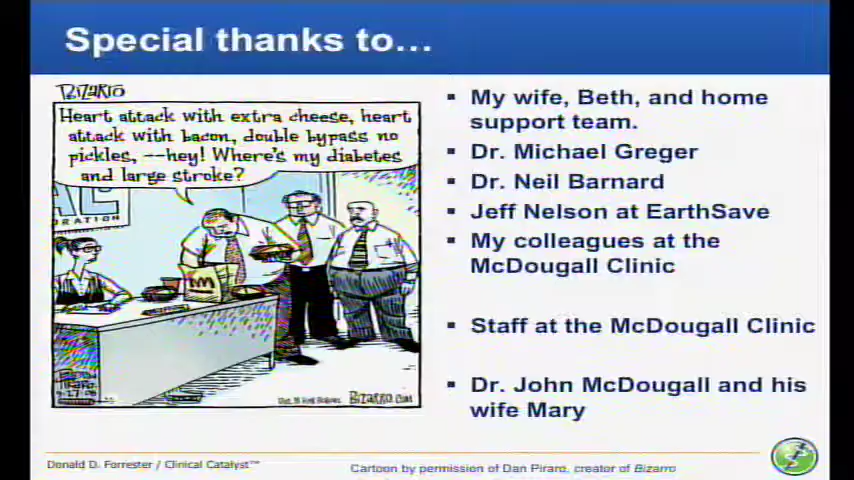 Special thanks to…
BIZARRO
Heart attack with extra cheese, heart
attack with bacon, double bypass no
pickles, --hey! Where's my diabetes
and large stroke?
ORATION
BIZARRO.COM
▪ My wife, Beth, and home
support team.
▪ Dr. Michael Greger
▪ Dr. Neil Barnard
▪ Jeff Nelson at EarthSave
▪ My colleagues at the
McDougall Clinic
▪ Staff at the McDougall Clinic
▪ Dr. John McDougall and his
wife Mary
Donald D. Forrester / Clinical Catalyst™
Cartoon by permission of Dan Piraro, creator of Bizarro